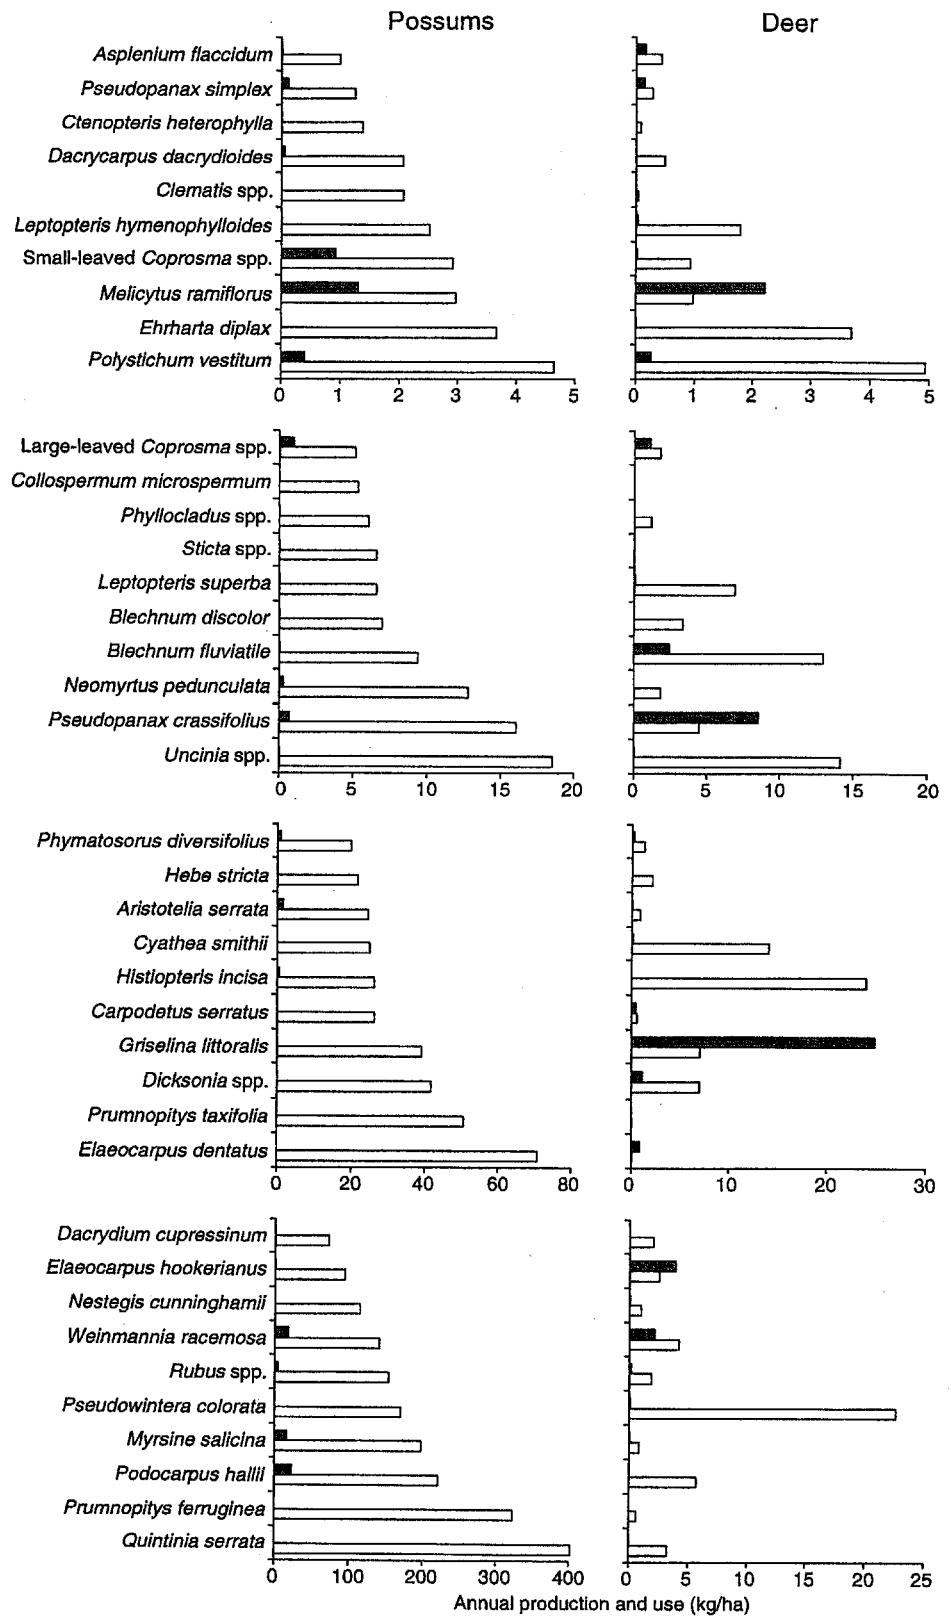 Possums Deer
Asplenium flaccidum
Pseudopanax simplex
Ctenopteris heterophylla
Dacrycarpus dacrydioides
Clematis spp.
Leptopteris hymenophylloides
Small-leaved Coprosma spp.
Melicytus ramiflorus
Ehrharta diplax
Polystichum vestitum
0 1 2 3 4 5 0 1 2 3 4 5
Large-leaved Coprosma spp.
Collospermum microspermum
Phyllocladus spp.
Sticta spp.
Leptopteris superba
Blechnum discolor
Blechnum fluviatile
Neomyrtus pedunculata
Pseudopanax crassifolius
Uncinia spp.
0 5 10 15 20 0 5 10 15 20
Phymatosorus diversifolius
Hebe stricta
Aristotelia serrata
Cyathea smithii
Histiopteris incisa
Carpodetus serratus
Griselina littoralis
Dicksonia spp.
Prumnopitys taxifolia
Elaeocarpus dentatus
0 20 40 60 80 0 10 20 30
Dacrydium cupressinum
Elaeocarpus hookerianus
Nestegis cunninghamii
Weinmannia racemosa
Rubus spp.
Pseudowintera colorata
Myrsine salicina
Podocarpus hallii
Prumnopitys ferruginea
Quintinia serrata
0 100 200 300 400 0 5 10 15 20 25
Annual production and use (kg/ha)